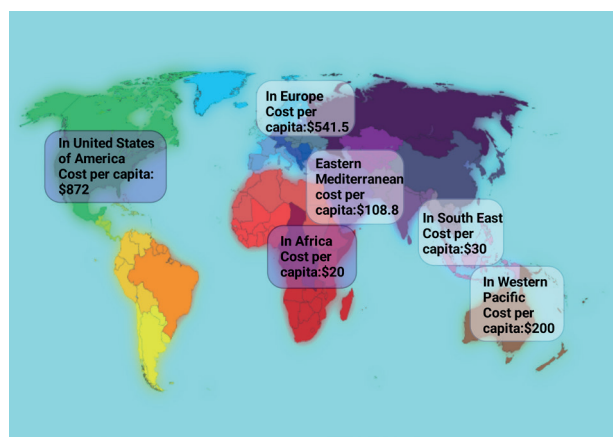 In Europe
Cost per
capita:$541.5
In United States
of America
Cost per capita:
$872
Eastern
Mediterranean
cost per
capita:$108.8
In South East
Cost per
capita:$30
In Africa
Cost per
capita:$20
In Western
Pacific
Cost per
capita:$200